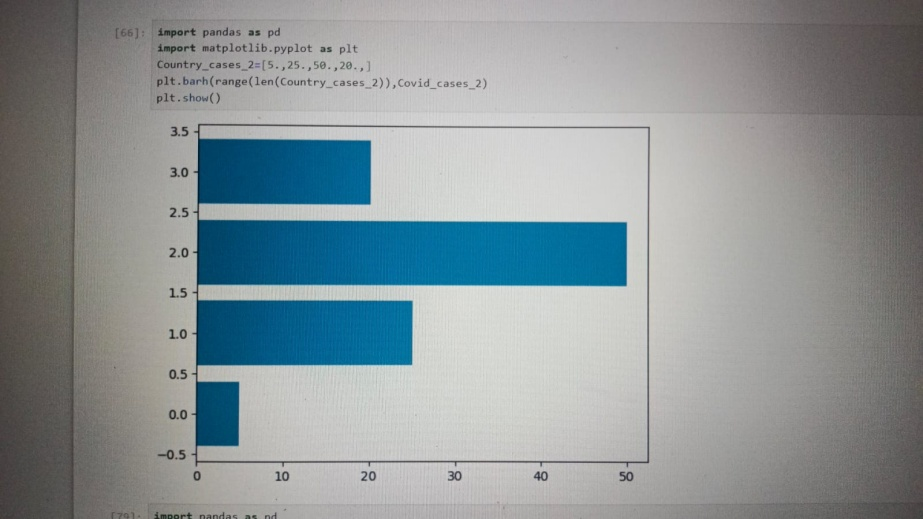 [66]: import pandas as pd
import matplotlib.pyplot as plt
Country_cases_2=[5.,25.,50.,20.,]
plt.barh(range(len(Country_cases_2)),Covid_cases_2)
plt.show()
3.5
3.0
2.5
2.0
1.5
1.0
0.5
0.0
−0.5
0 10 20 30 40 50
[79]: import pandas as pd